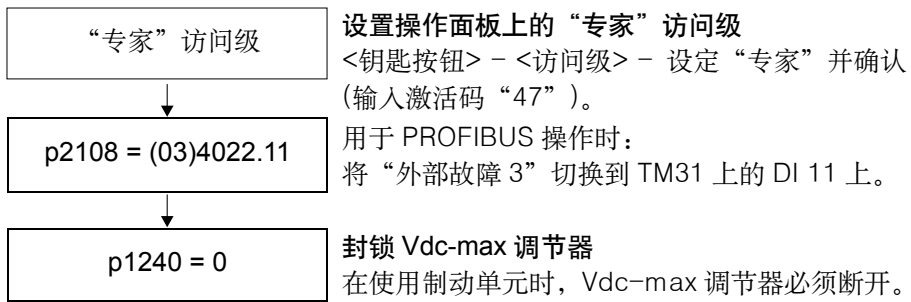 “专家”访问级
设置操作面板上的“专家”访问级
<钥匙按钮> - <访问级> - 设定“专家”并确认
(输入激活码“47”)。
p2108 = (03)4022.11
用于 PROFIBUS 操作时：
将“外部故障 3”切换到 TM31 上的 DI 11 上。
p1240 = 0
封锁 Vdc-max 调节器
在使用制动单元时，Vdc-max 调节器必须断开。